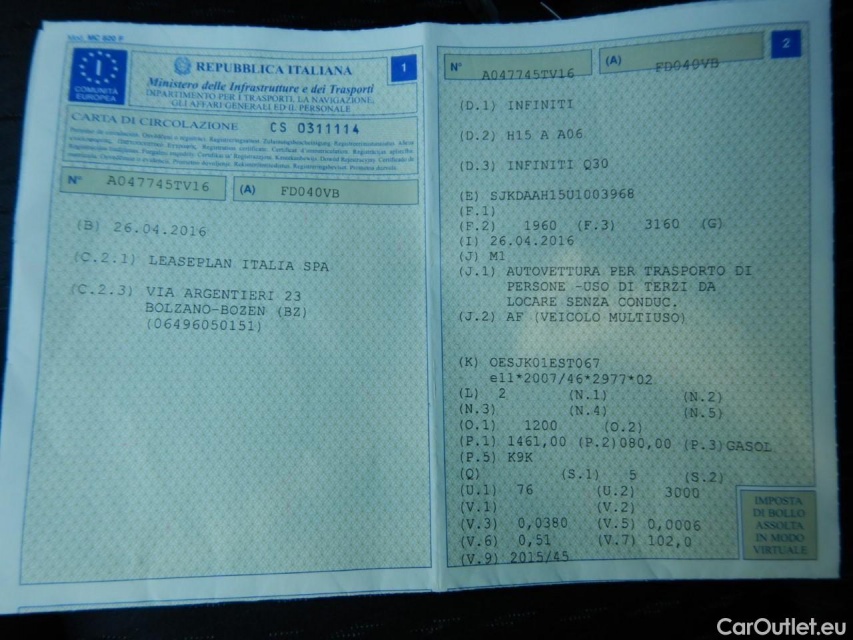 Mod. MC 820 F
COMUNITÀ EUROPEA
I
REPUBBLICA ITALIANA
1
Ministero delle Infrastrutture e dei Trasporti
DIPARTIMENTO PER I TRASPORTI, LA NAVIGAZIONE,
GLI AFFARI GENERALI ED IL PERSONALE
CARTA DI CIRCOLAZIONE CS 0311114
N° A047745TV16 (A) FD040VB
(B) 26.04.2016
(C.2.1) LEASEPLAN ITALIA SPA
(C.2.3) VIA ARGENTIERI 23
BOLZANO-BOZEN (BZ)
(06496050151)
2
N° A047745TV16 (A) FD040VB
(D.1) INFINITI
(D.2) H15 A A06
(D.3) INFINITI Q30
(E) SJKDAAH15U1003968
(F.1)
(F.2) 1960 (F.3) 3160 (G)
(I) 26.04.2016
(J) M1
(J.1) AUTOVETTURA PER TRASPORTO DI
PERSONE -USO DI TERZI DA
LOCARE SENZA CONDUC.
(J.2) AF (VEICOLO MULTIUSO)
(K) OESJK01EST067
e11*2007/46*2977*02
(L) 2 (N.1) (N.2)
(N.3) (N.4) (N.5)
(O.1) 1200 (O.2)
(P.1) 1461,00 (P.2)080,00 (P.3)GASOL
(P.5) K9K
(Q) (S.1) 5 (S.2)
(U.1) 76 (U.2) 3000
(V.1) (V.2)
(V.3) 0,0380 (V.5) 0,0006
(V.6) 0,51 (V.7) 102,0
(V.9) 2015/45
IMPOSTA
DI BOLLO
ASSOLTA
IN MODO
VIRTUALE
CarOutlet.eu